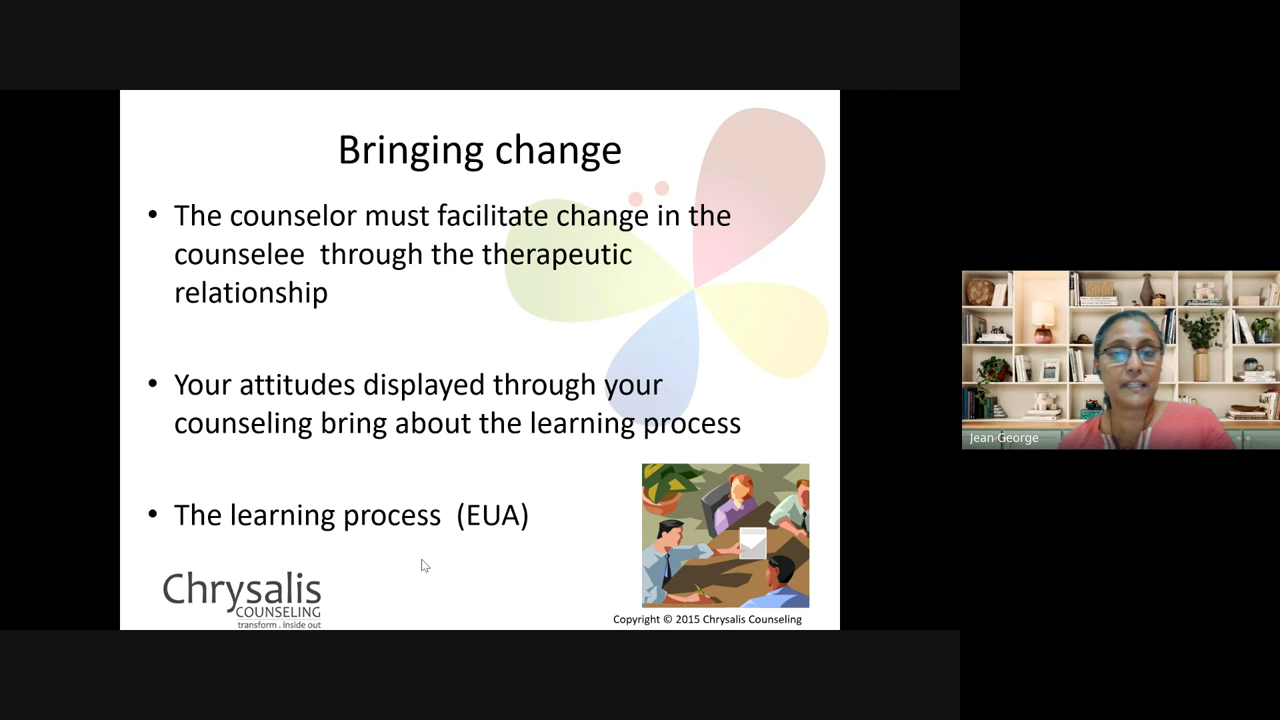 Bringing change
• The counselor must facilitate change in the
counselee through the therapeutic
relationship
• Your attitudes displayed through your
counseling bring about the learning process
• The learning process (EUA)
Chrysalis
COUNSELING
transform . inside out
Copyright © 2015 Chrysalis Counseling
Jean George